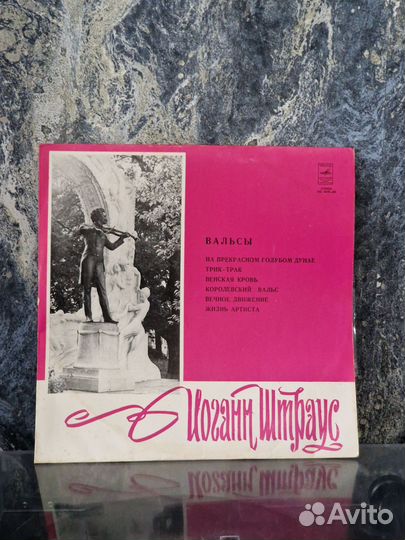 ВАЛЬСЫ
НА ПРЕКРАСНОМ ГОЛУБОМ ДУНАЕ
ТРИК-ТРАК
ВЕНСКАЯ КРОВЬ
КОРОЛЕВСКИЙ ВАЛЬС
ВЕЧНОЕ ДВИЖЕНИЕ
ЖИЗНЬ АРТИСТА
Иоганн Штраус
Avito